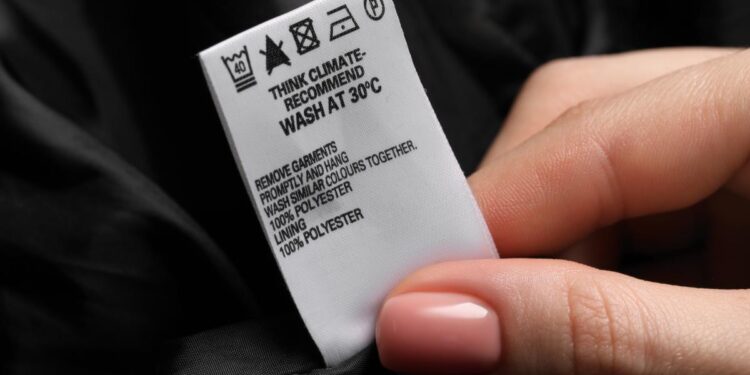 40 P
THINK CLIMATE-
RECOMMEND
WASH AT 30°C
REMOVE GARMENTS
PROMPTLY AND HANG
WASH SIMILAR COLOURS TOGETHER.
100% POLYESTER
LINING
100% POLYESTER